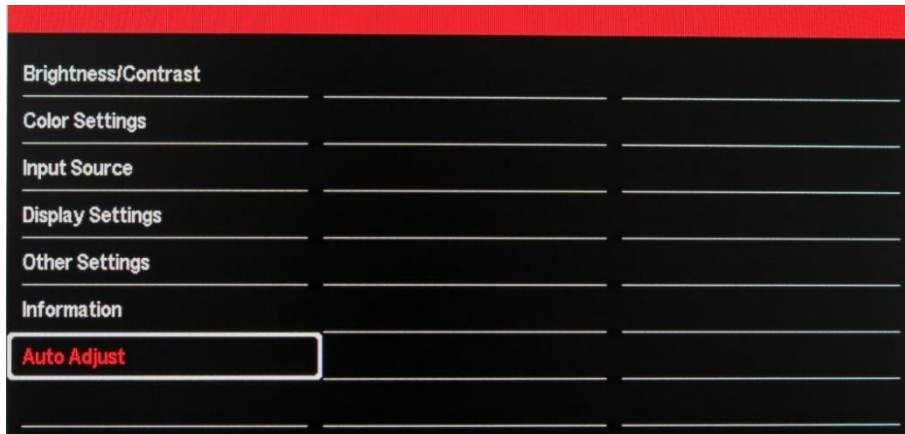 Brightness/Contrast
Color Settings
Input Source
Display Settings
Other Settings
Information
Auto Adjust